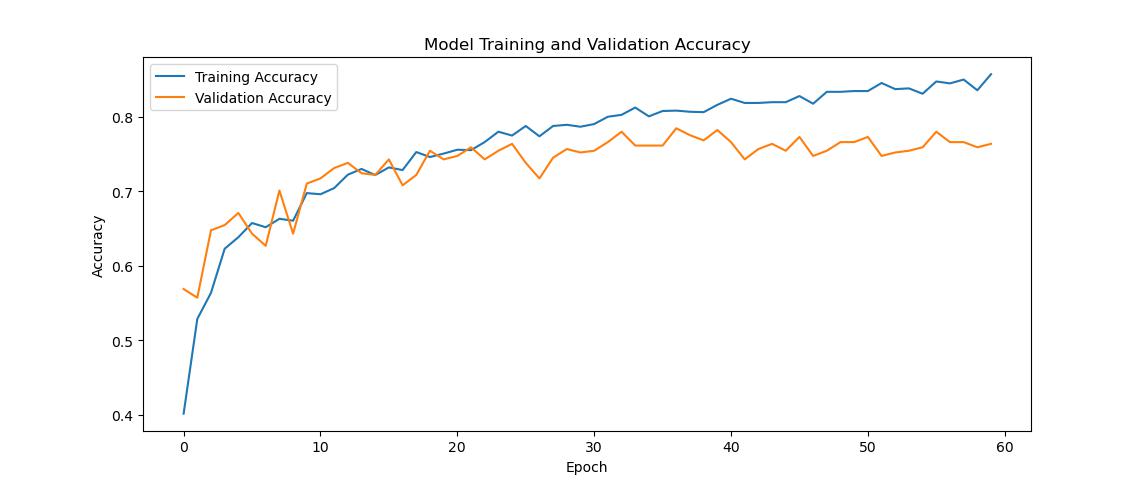 Model Training and Validation Accuracy
Training Accuracy
Validation Accuracy
Accuracy
0.8
0.7
0.6
0.5
0.4
0 10 20 30 40 50 60
Epoch